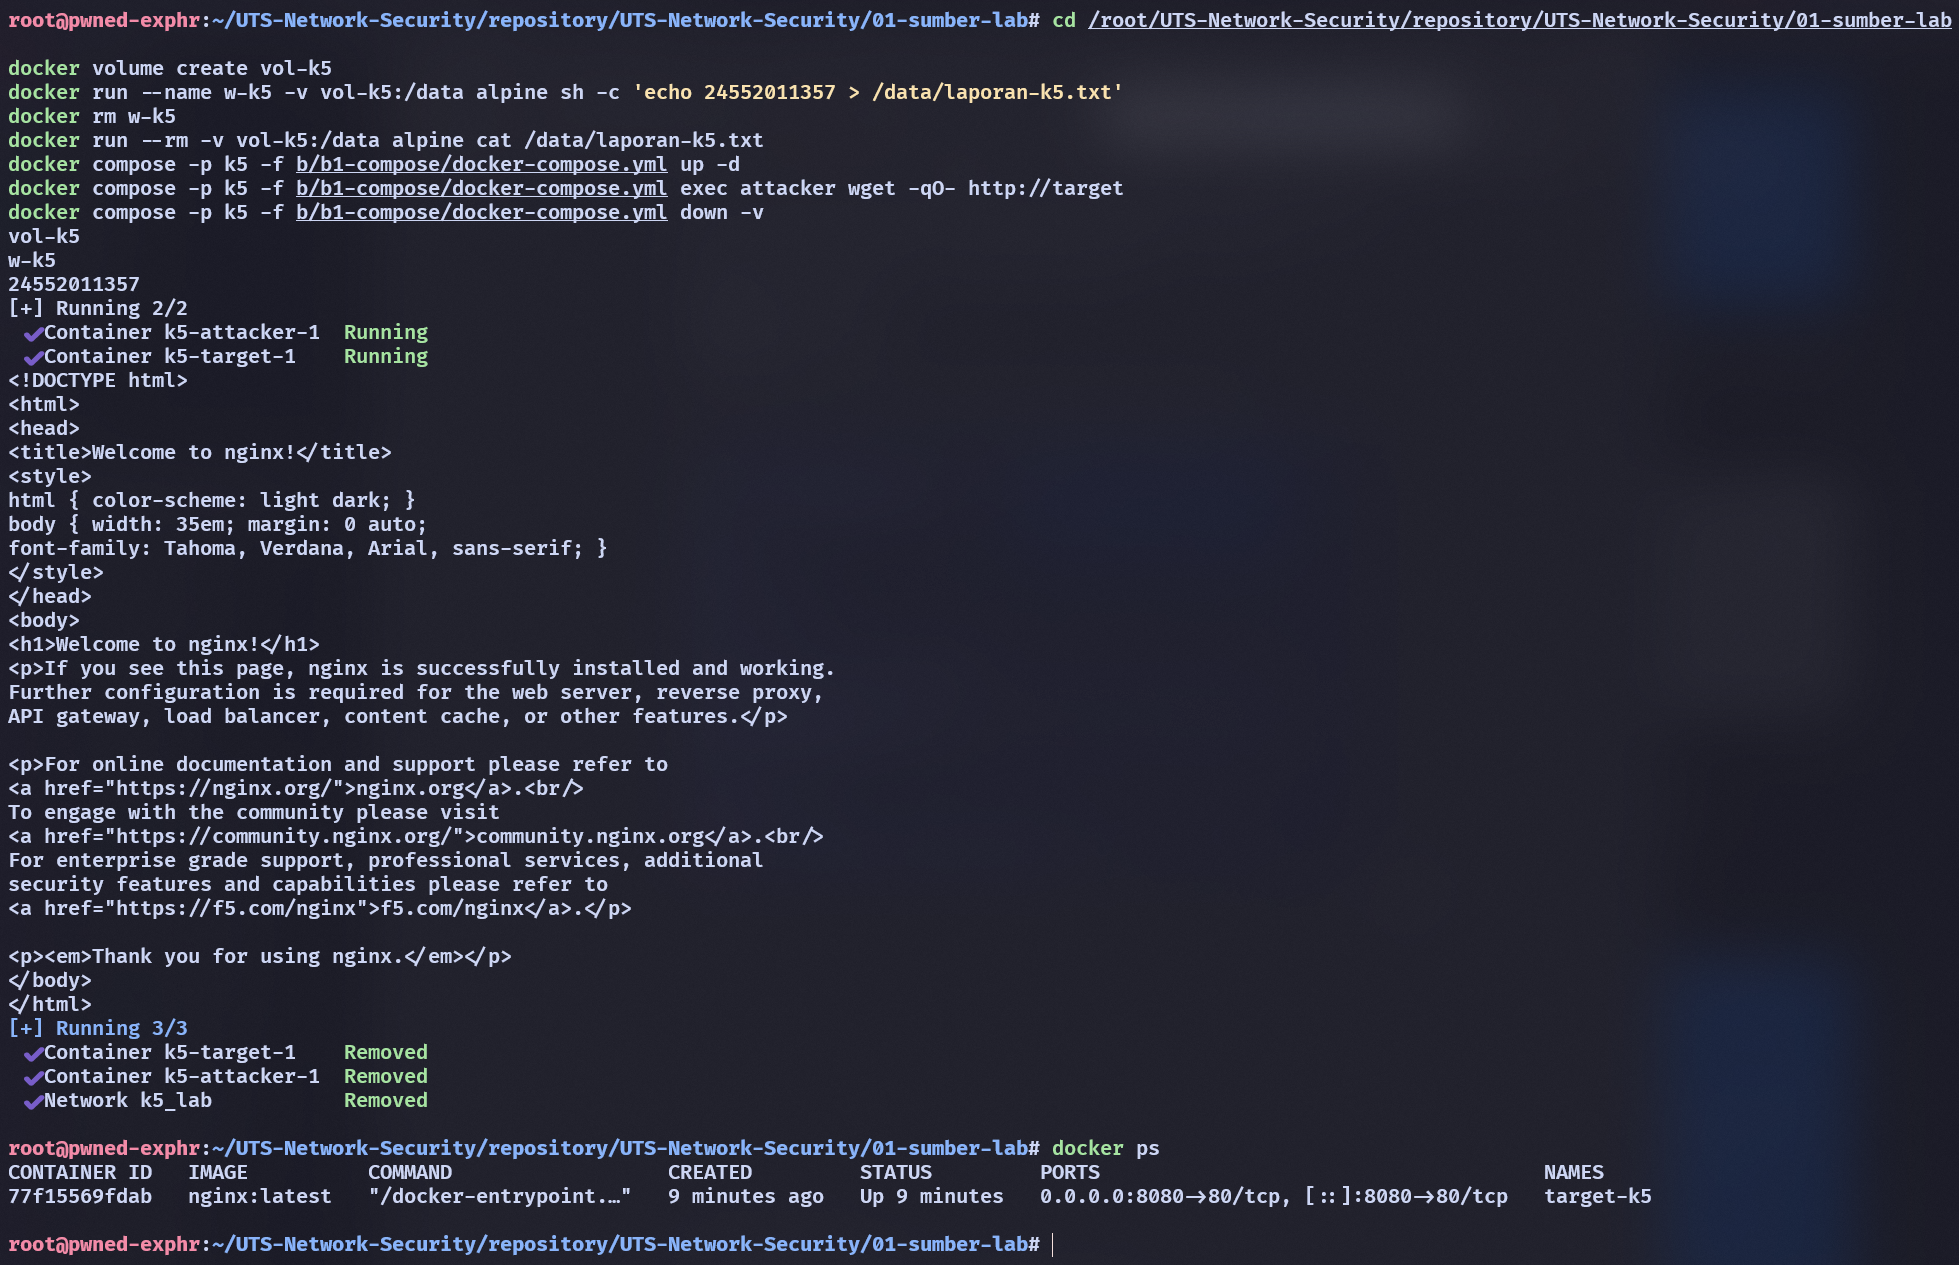 root@pwned-exphr:~/UTS-Network-Security/repository/UTS-Network-Security/01-sumber-lab# cd /root/UTS-Network-Security/repository/UTS-Network-Security/01-sumber-lab
docker volume create vol-k5
docker run --name w-k5 -v vol-k5:/data alpine sh -c 'echo 24552011357 > /data/laporan-k5.txt'
docker rm w-k5
docker run --rm -v vol-k5:/data alpine cat /data/laporan-k5.txt
docker compose -p k5 -f b/b1-compose/docker-compose.yml up -d
docker compose -p k5 -f b/b1-compose/docker-compose.yml exec attacker wget -qO- http://target
docker compose -p k5 -f b/b1-compose/docker-compose.yml down -v
vol-k5
w-k5
24552011357
[+] Running 2/2
✔Container k5-attacker-1  Running
✔Container k5-target-1    Running
<!DOCTYPE html>
<html>
<head>
<title>Welcome to nginx!</title>
<style>
html { color-scheme: light dark; }
body { width: 35em; margin: 0 auto;
font-family: Tahoma, Verdana, Arial, sans-serif; }
</style>
</head>
<body>
<h1>Welcome to nginx!</h1>
<p>If you see this page, nginx is successfully installed and working.
Further configuration is required for the web server, reverse proxy,
API gateway, load balancer, content cache, or other features.</p>
<p>For online documentation and support please refer to
<a href="https://nginx.org/">nginx.org</a>.<br/>
To engage with the community please visit
<a href="https://community.nginx.org/">community.nginx.org</a>.<br/>
For enterprise grade support, professional services, additional
security features and capabilities please refer to
<a href="https://f5.com/nginx">f5.com/nginx</a>.</p>
<p><em>Thank you for using nginx.</em></p>
</body>
</html>
[+] Running 3/3
✔Container k5-target-1    Removed
✔Container k5-attacker-1  Removed
✔Network k5_lab           Removed
root@pwned-exphr:~/UTS-Network-Security/repository/UTS-Network-Security/01-sumber-lab# docker ps
CONTAINER ID   IMAGE          COMMAND                  CREATED         STATUS         PORTS                                     NAMES
77f15569fdab   nginx:latest   "/docker-entrypoint.…"   9 minutes ago   Up 9 minutes   0.0.0.0:8080->80/tcp, [::]:8080->80/tcp   target-k5
root@pwned-exphr:~/UTS-Network-Security/repository/UTS-Network-Security/01-sumber-lab#